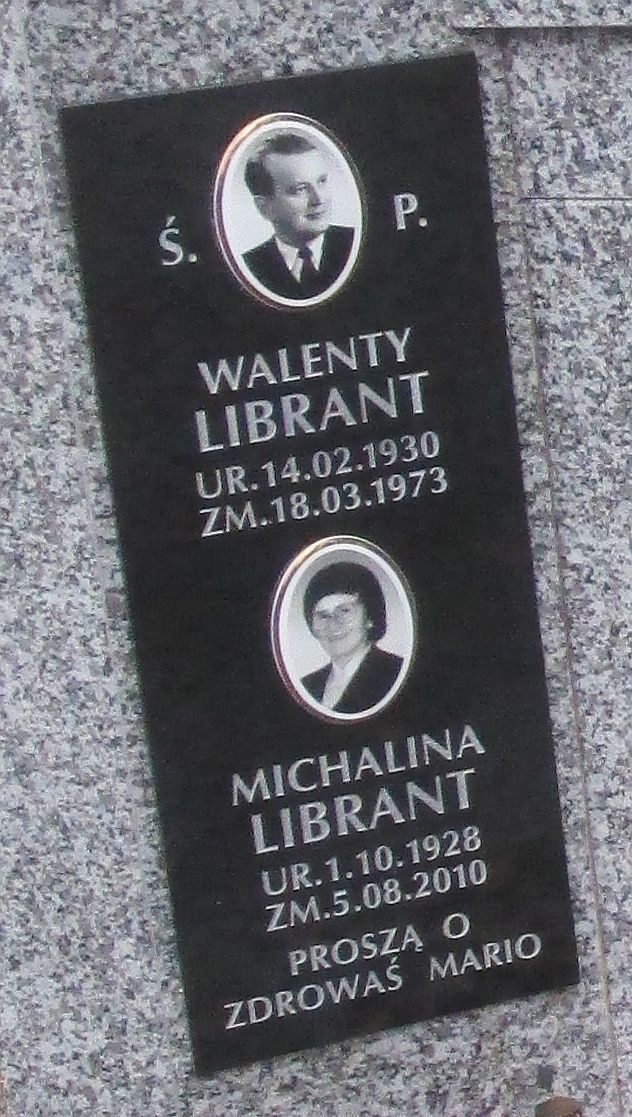 Ś. P.
WALENTY
LIBRANT
UR.14.02.1930
ZM.18.03.1973
MICHALINA
LIBRANT
UR.1.10.1928
ZM.5.08.2010
PROSZĄ O
ZDROWAŚ MARIO